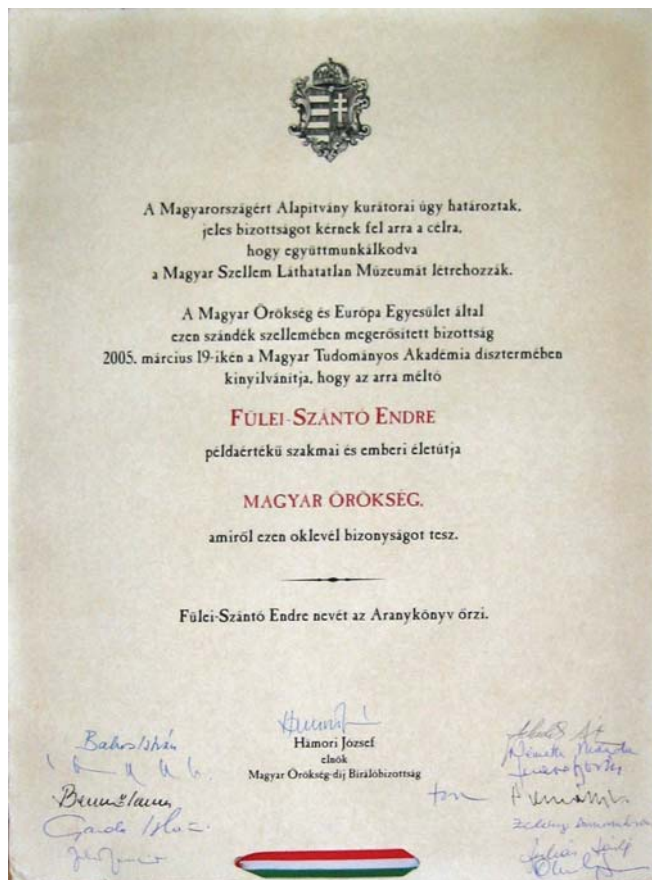 A Magyarországért Alapítvány kurátorai úgy határoztak,
jeles bizottságot kérnek fel arra a célra,
hogy együttmunkálkodva
a Magyar Szellem Láthatatlan Múzeumát létrehozzák.
A Magyar Örökség és Európa Egyesület által
ezen szándék szellemében megerősített bizottság
2005. március 19-ikén a Magyar Tudományos Akadémia dísztermében
kinyilvánítja, hogy az arra méltó
FÜLEI-SZÁNTÓ ENDRE
példaértékű szakmai és emberi életútja
MAGYAR ÖRÖKSÉG,
amiről ezen oklevél bizonyságot tesz.
Fülei-Szántó Endre nevét az Aranykönyv őrzi.
Hámori József
elnök
Magyar Örökség-díj Bírálóbizottság